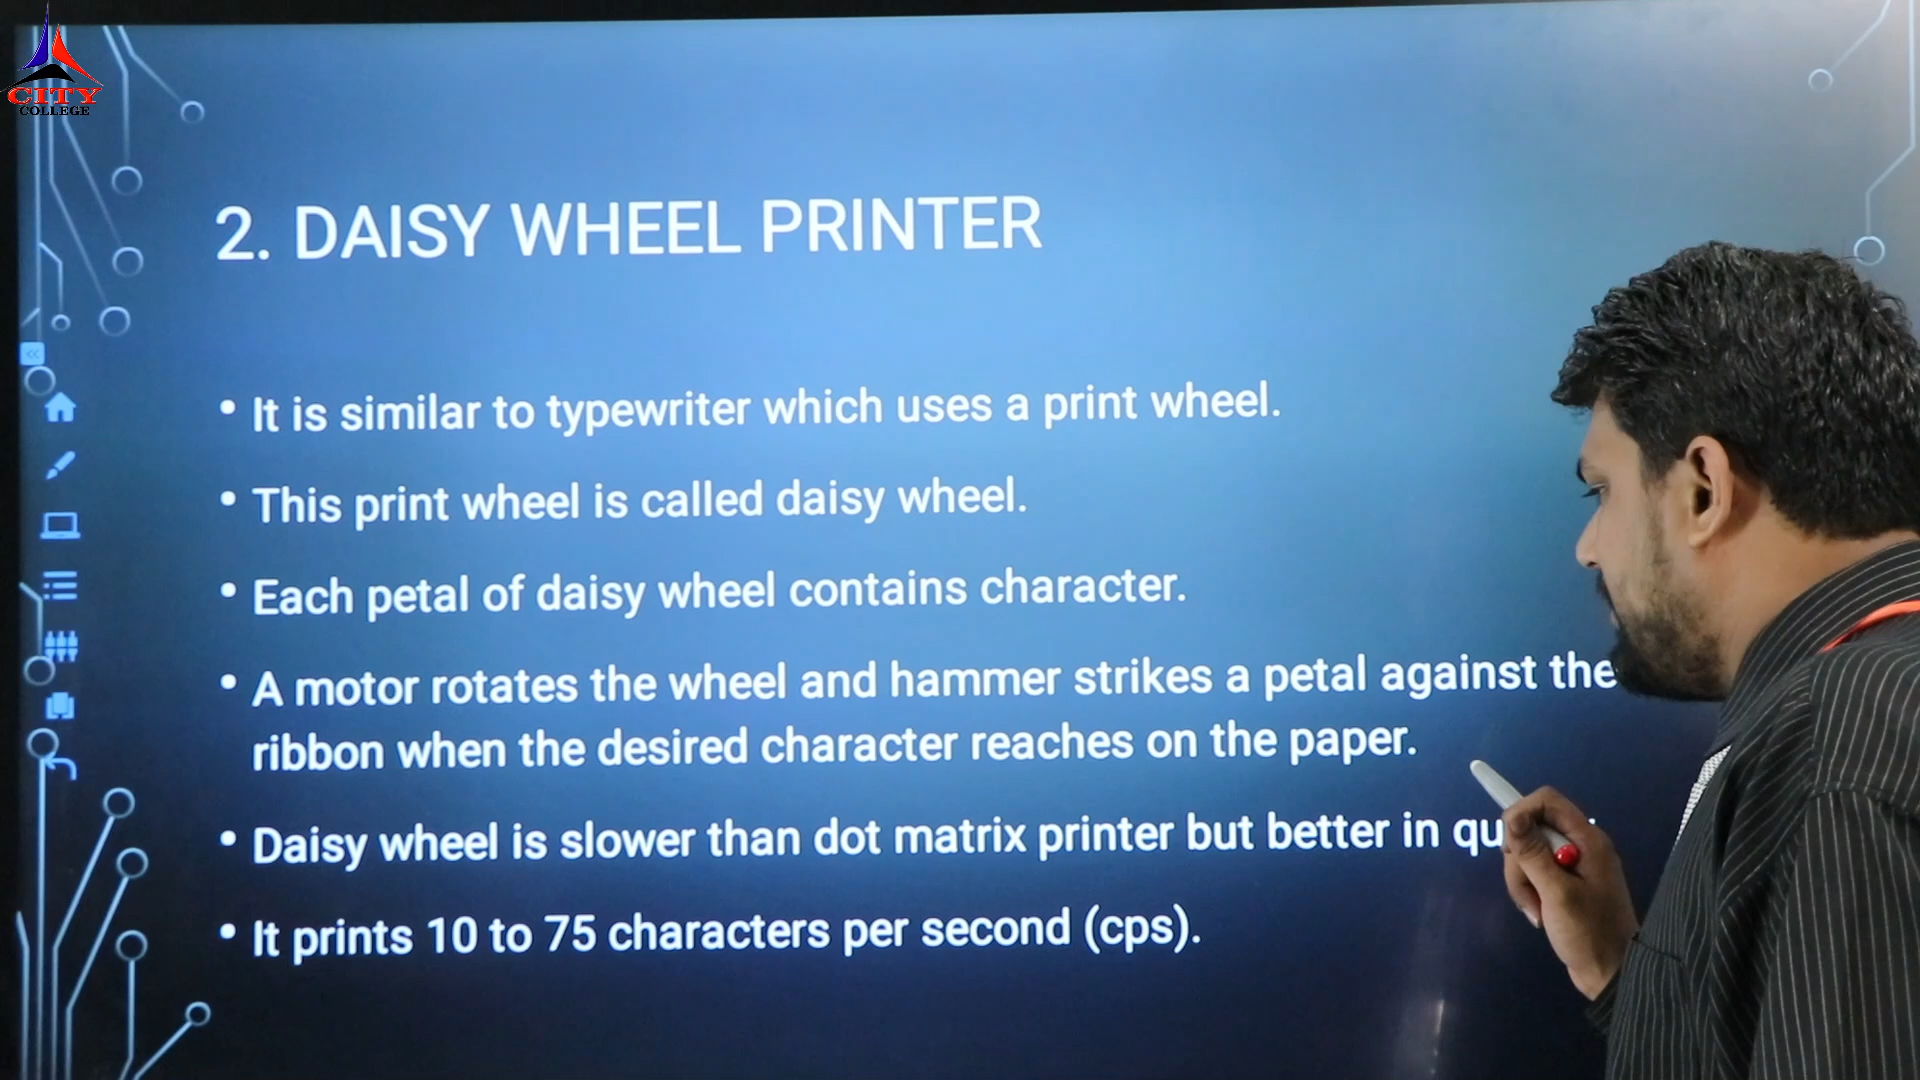 CITY
COLLEGE
2. DAISY WHEEL PRINTER
• It is similar to typewriter which uses a print wheel.
• This print wheel is called daisy wheel.
• Each petal of daisy wheel contains character.
• A motor rotates the wheel and hammer strikes a petal against the
ribbon when the desired character reaches on the paper.
• Daisy wheel is slower than dot matrix printer but better in
• It prints 10 to 75 characters per second (cps).